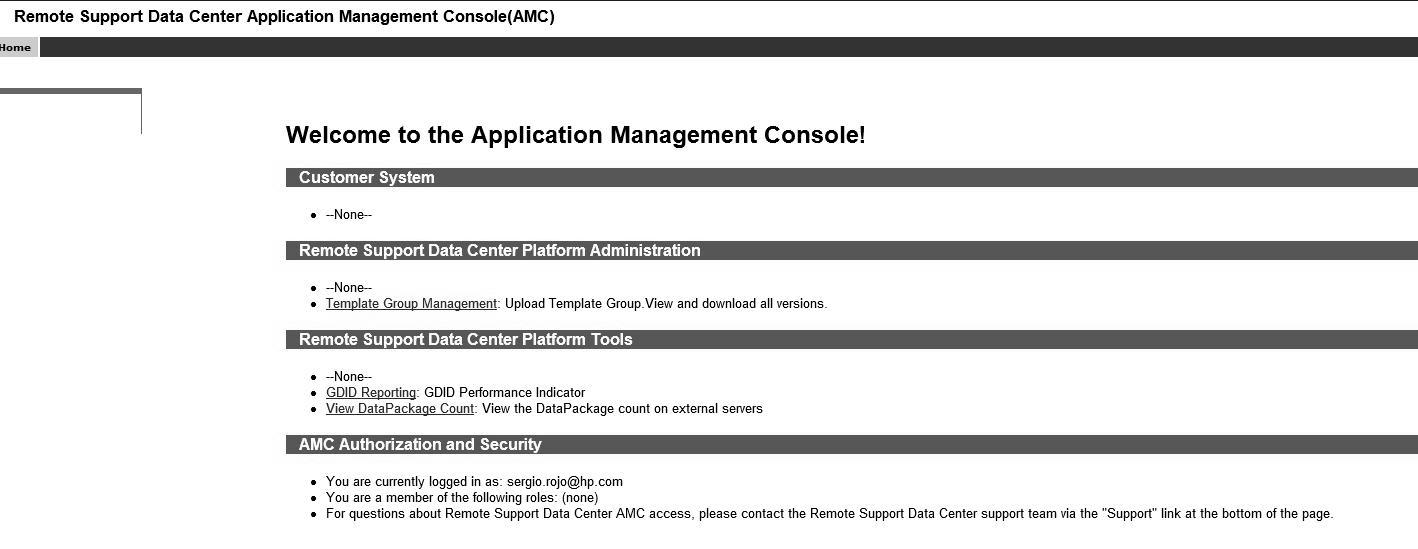 Remote Support Data Center Application Management Console(AMC)
Home
Welcome to the Application Management Console!
Customer System
--None--
Remote Support Data Center Platform Administration
--None--
Template Group Management: Upload Template Group.View and download all versions.
Remote Support Data Center Platform Tools
--None--
GDID Reporting: GDID Performance Indicator
View DataPackage Count: View the DataPackage count on external servers
AMC Authorization and Security
You are currently logged in as: sergio.rojo@hp.com
You are a member of the following roles: (none)
For questions about Remote Support Data Center AMC access, please contact the Remote Support Data Center support team via the "Support" link at the bottom of the page.